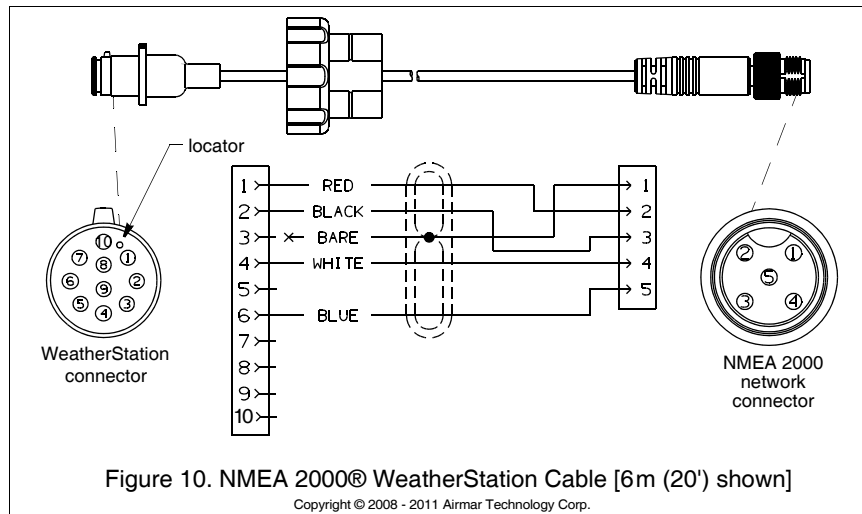 locator
1 RED 1
2 BLACK 2
3 BARE 3
4 WHITE 4
5 5
6 BLUE
7
8
9
10
10
7 8 1
6 9 2
5 4 3
WeatherStation
connector
2 1
5
3 4
NMEA 2000
network
connector
Figure 10. NMEA 2000® WeatherStation Cable [6m (20') shown]
Copyright © 2008 - 2011 Airmar Technology Corp.